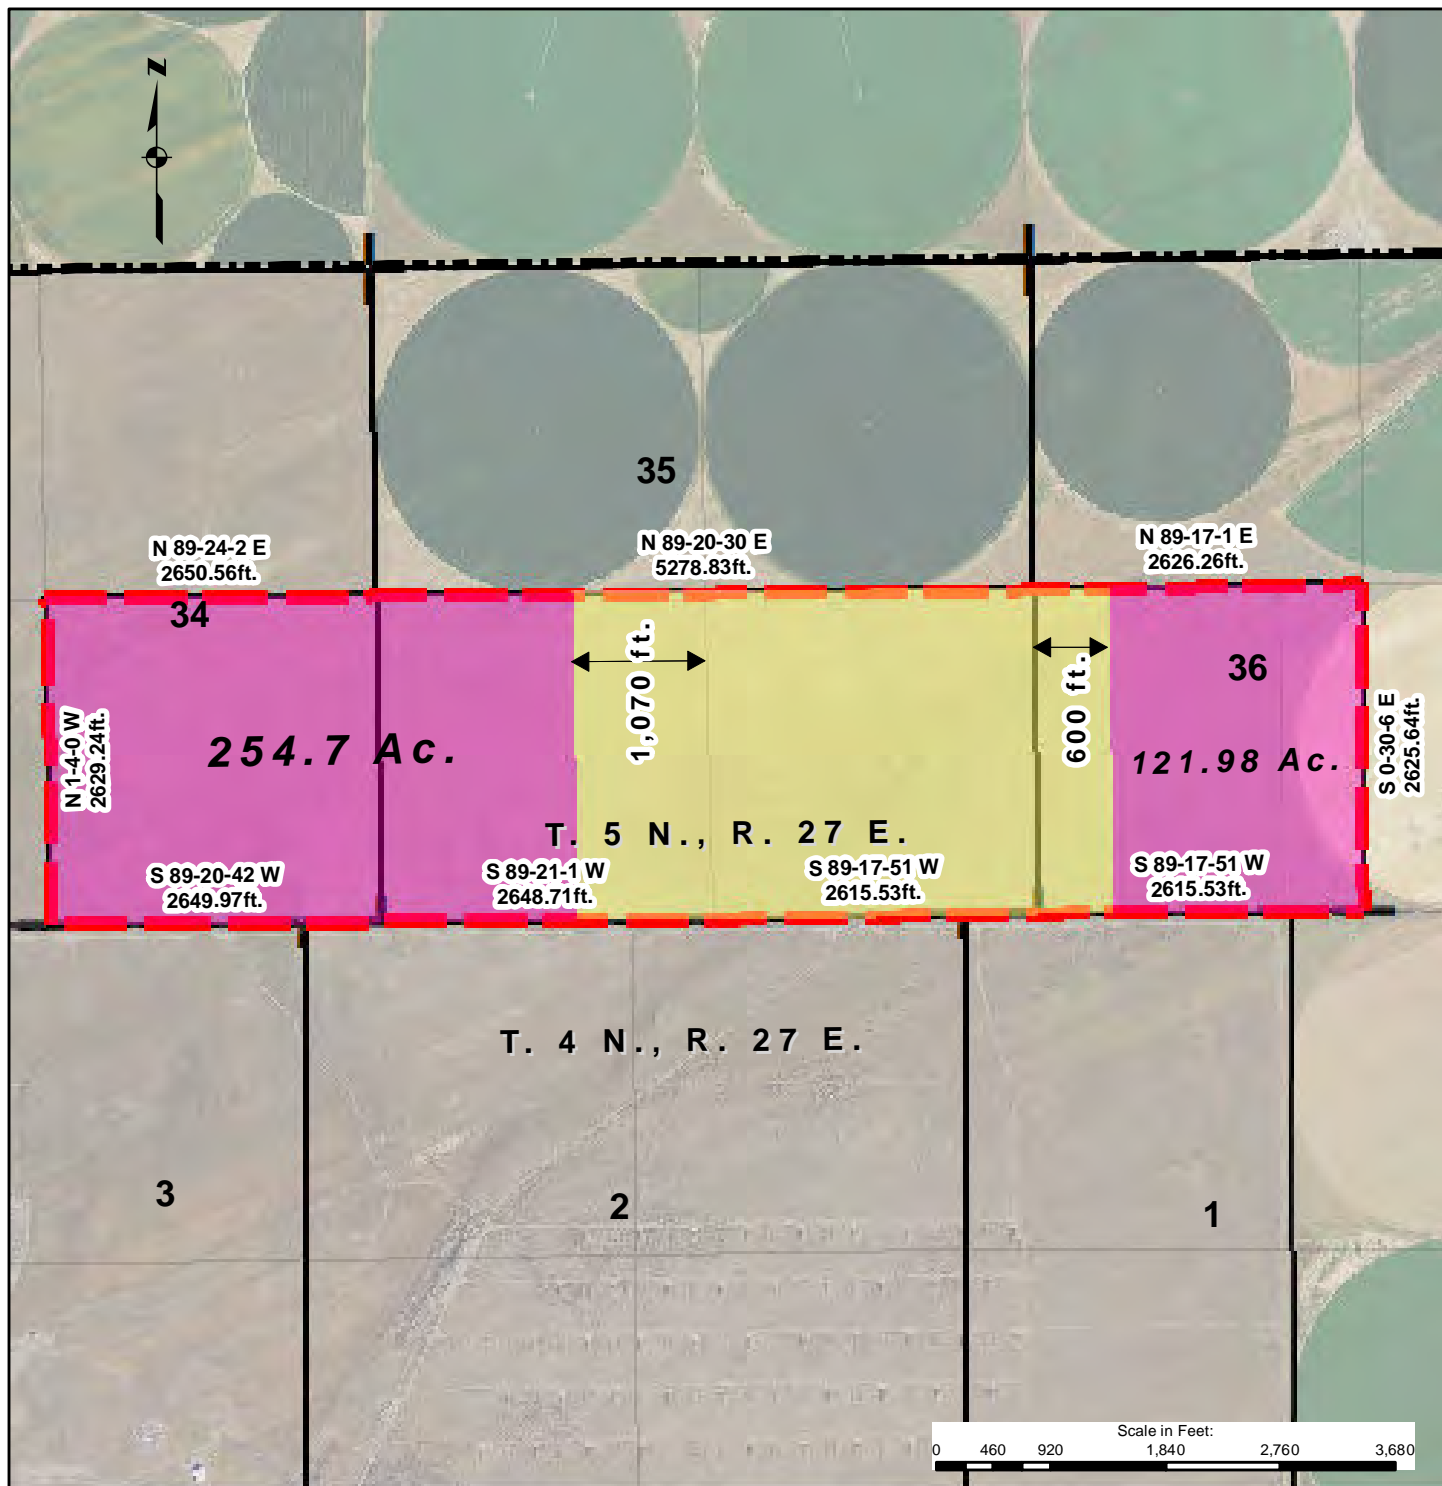 Z
35
N 89-24-2 E
2650.56ft.
N 89-20-30 E
5278.83ft.
N 89-17-1 E
2626.26ft.
34
36
1,070 ft.
600 ft.
N 1-4-0 W
2629.24ft.
S 0-30-6 E
2625.64ft.
254.7 Ac.
121.98 Ac.
T. 5 N., R. 27 E.
S 89-20-42 W
2649.97ft.
S 89-21-1 W
2648.71ft.
S 89-17-51 W
2615.53ft.
S 89-17-51 W
2615.53ft.
T. 4 N., R. 27 E.
3
2
1
Scale in Feet:
0 460 920 1,840 2,760 3,680